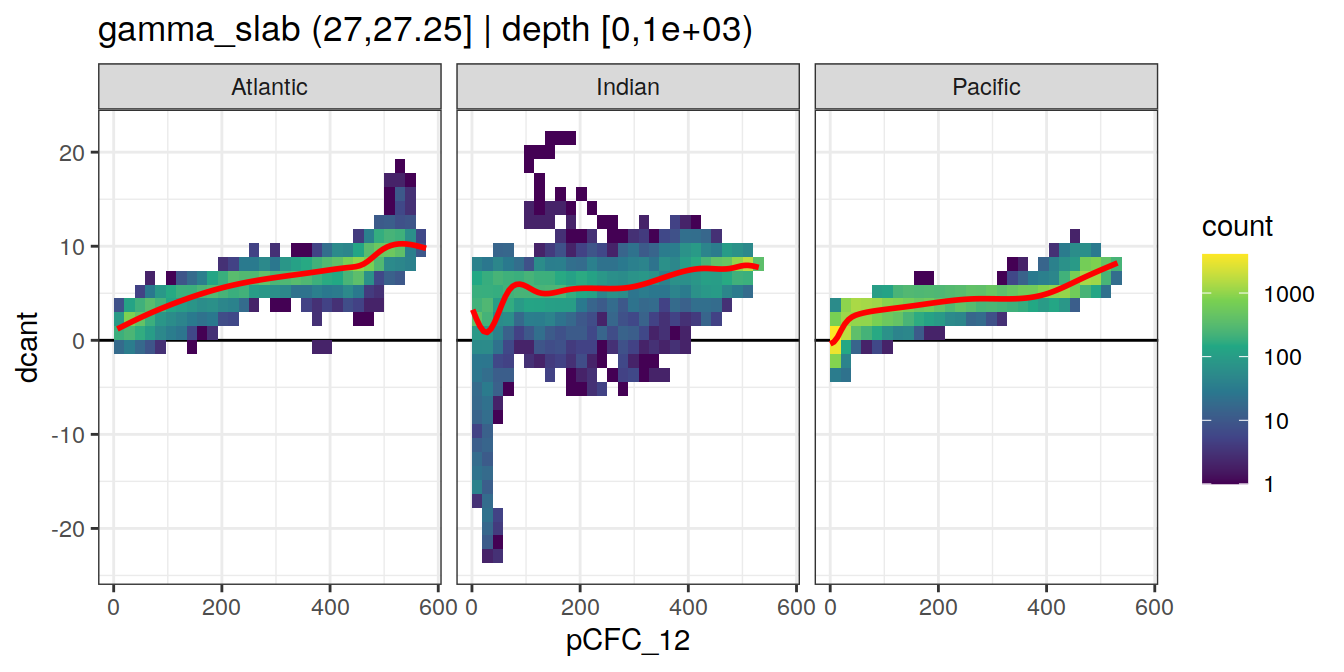 gamma_slab (27,27.25] | depth [0,1e+03)
Atlantic
Indian
Pacific
20
10
0
-10
-20
dcant
0 200 400 600
0 200 400 600
0 200 400 600
pCFC_12
count
1000
100
10
1